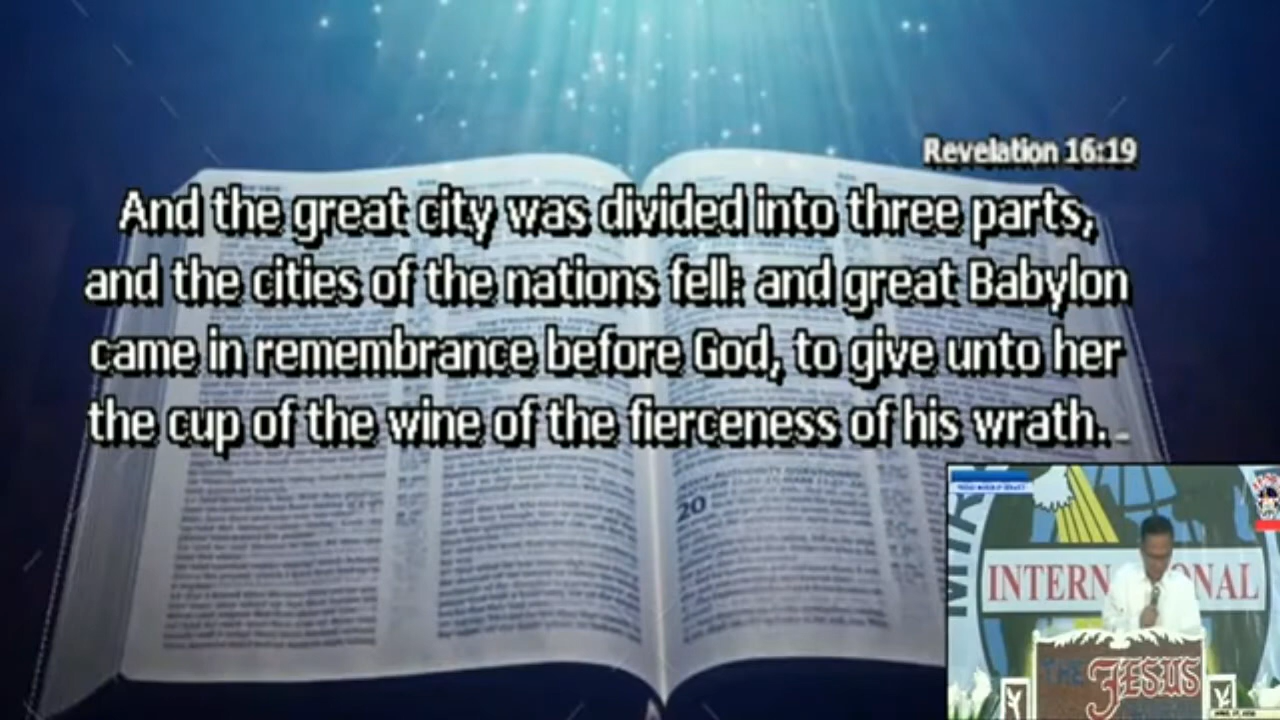 Revelation 16:19
And the great city was divided into three parts,
and the cities of the nations fell: and great Babylon
came in remembrance before God, to give unto her
the cup of the wine of the fierceness of his wrath.
20
INTERN
NAL
THE JESUS